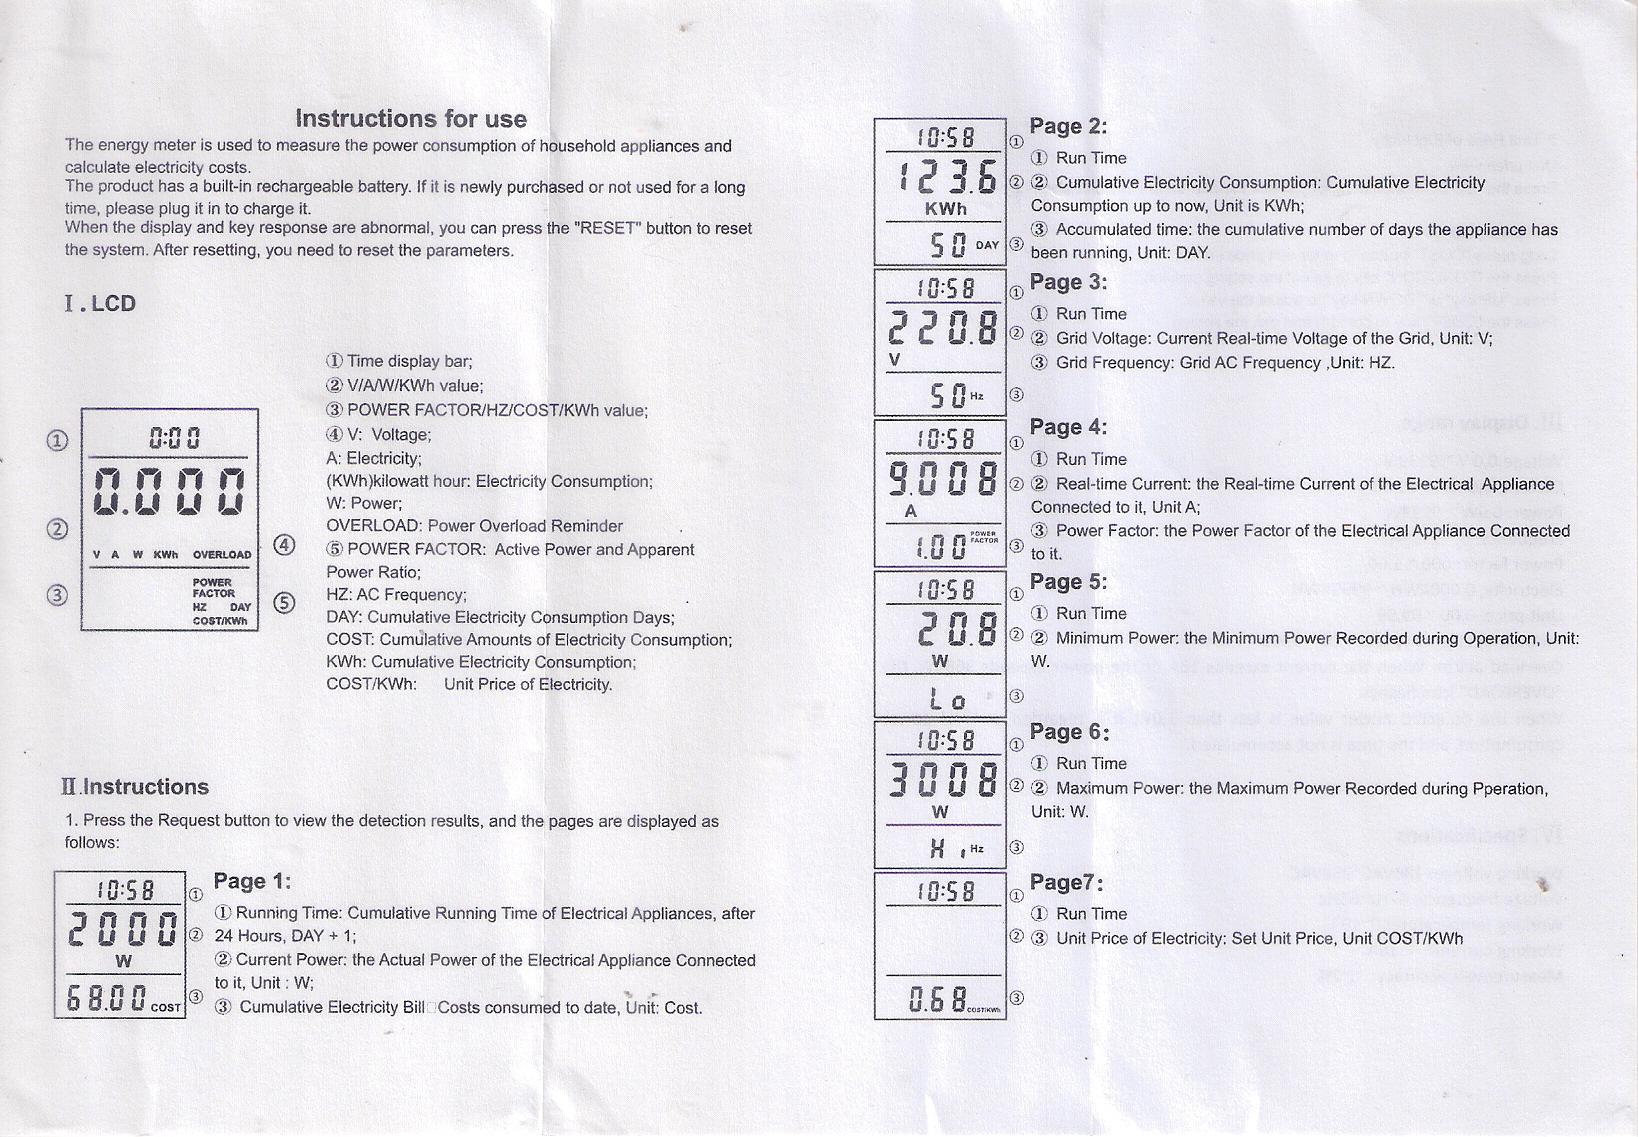 Instructions for use
The energy meter is used to measure the power consumption of household appliances and
calculate electricity costs.
The product has a built-in rechargeable battery. If it is newly purchased or not used for a long
time, please plug it in to charge it.
When the display and key response are abnormal, you can press the "RESET" button to reset
the system. After resetting, you need to reset the parameters.
Ⅰ. LCD
① Time display bar;
② V/A/W/KWh value;
③ POWER FACTOR/HZ/COST/KWh value;
④ V: Voltage;
A: Electricity;
(KWh)kilowatt hour: Electricity Consumption;
W: Power;
OVERLOAD: Power Overload Reminder
⑤ POWER FACTOR: Active Power and Apparent
Power Ratio;
HZ: AC Frequency;
DAY: Cumulative Electricity Consumption Days;
COST: Cumulative Amounts of Electricity Consumption;
KWh: Cumulative Electricity Consumption;
COST/KWh: Unit Price of Electricity.
① 0:00
0.000
②
V A W KWh OVERLOAD ④
③ POWER
FACTOR ⑤
HZ DAY
COST/KWh
Ⅱ.Instructions
1. Press the Request button to view the detection results, and the pages are displayed as
follows:
10:58 ①
2000 ②
W
68.00 COST ③
Page 1:
① Running Time: Cumulative Running Time of Electrical Appliances, after
24 Hours, DAY + 1;
② Current Power: the Actual Power of the Electrical Appliance Connected
to it, Unit : W;
③ Cumulative Electricity Bill□Costs consumed to date, Unit: Cost.
10:58 ①
123.6 ②
KWh
50 DAY ③
Page 2:
① Run Time
② Cumulative Electricity Consumption: Cumulative Electricity
Consumption up to now, Unit is KWh;
③ Accumulated time: the cumulative number of days the appliance has
been running, Unit: DAY.
10:58 ①
220.8 ②
V
50 Hz ③
Page 3:
① Run Time
② Grid Voltage: Current Real-time Voltage of the Grid, Unit: V;
③ Grid Frequency: Grid AC Frequency ,Unit: HZ.
10:58 ①
9.008 ②
A
1.00 POWER FACTOR ③
Page 4:
① Run Time
② Real-time Current: the Real-time Current of the Electrical Appliance
Connected to it, Unit A;
③ Power Factor: the Power Factor of the Electrical Appliance Connected
to it.
10:58 ①
20.8 ②
W
Lo ③
Page 5:
① Run Time
② Minimum Power: the Minimum Power Recorded during Operation, Unit:
W.
10:58 ①
3008 ②
W
Hi Hz ③
Page 6:
① Run Time
② Maximum Power: the Maximum Power Recorded during Pperation,
Unit: W.
10:58 ①
②
0.68 COST/KWh ③
Page7:
① Run Time
③ Unit Price of Electricity: Set Unit Price, Unit COST/KWh